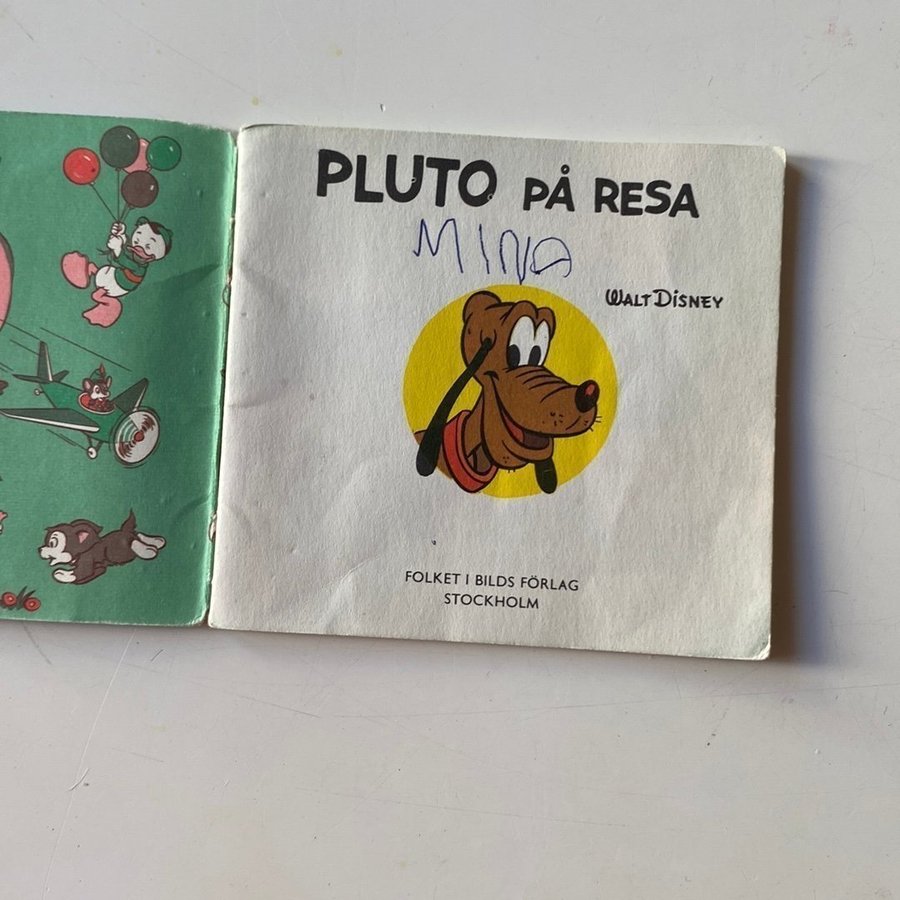 PLUTO PÅ RESA
MINA
WALT DISNEY
FOLKET I BILDS FÖRLAG
STOCKHOLM